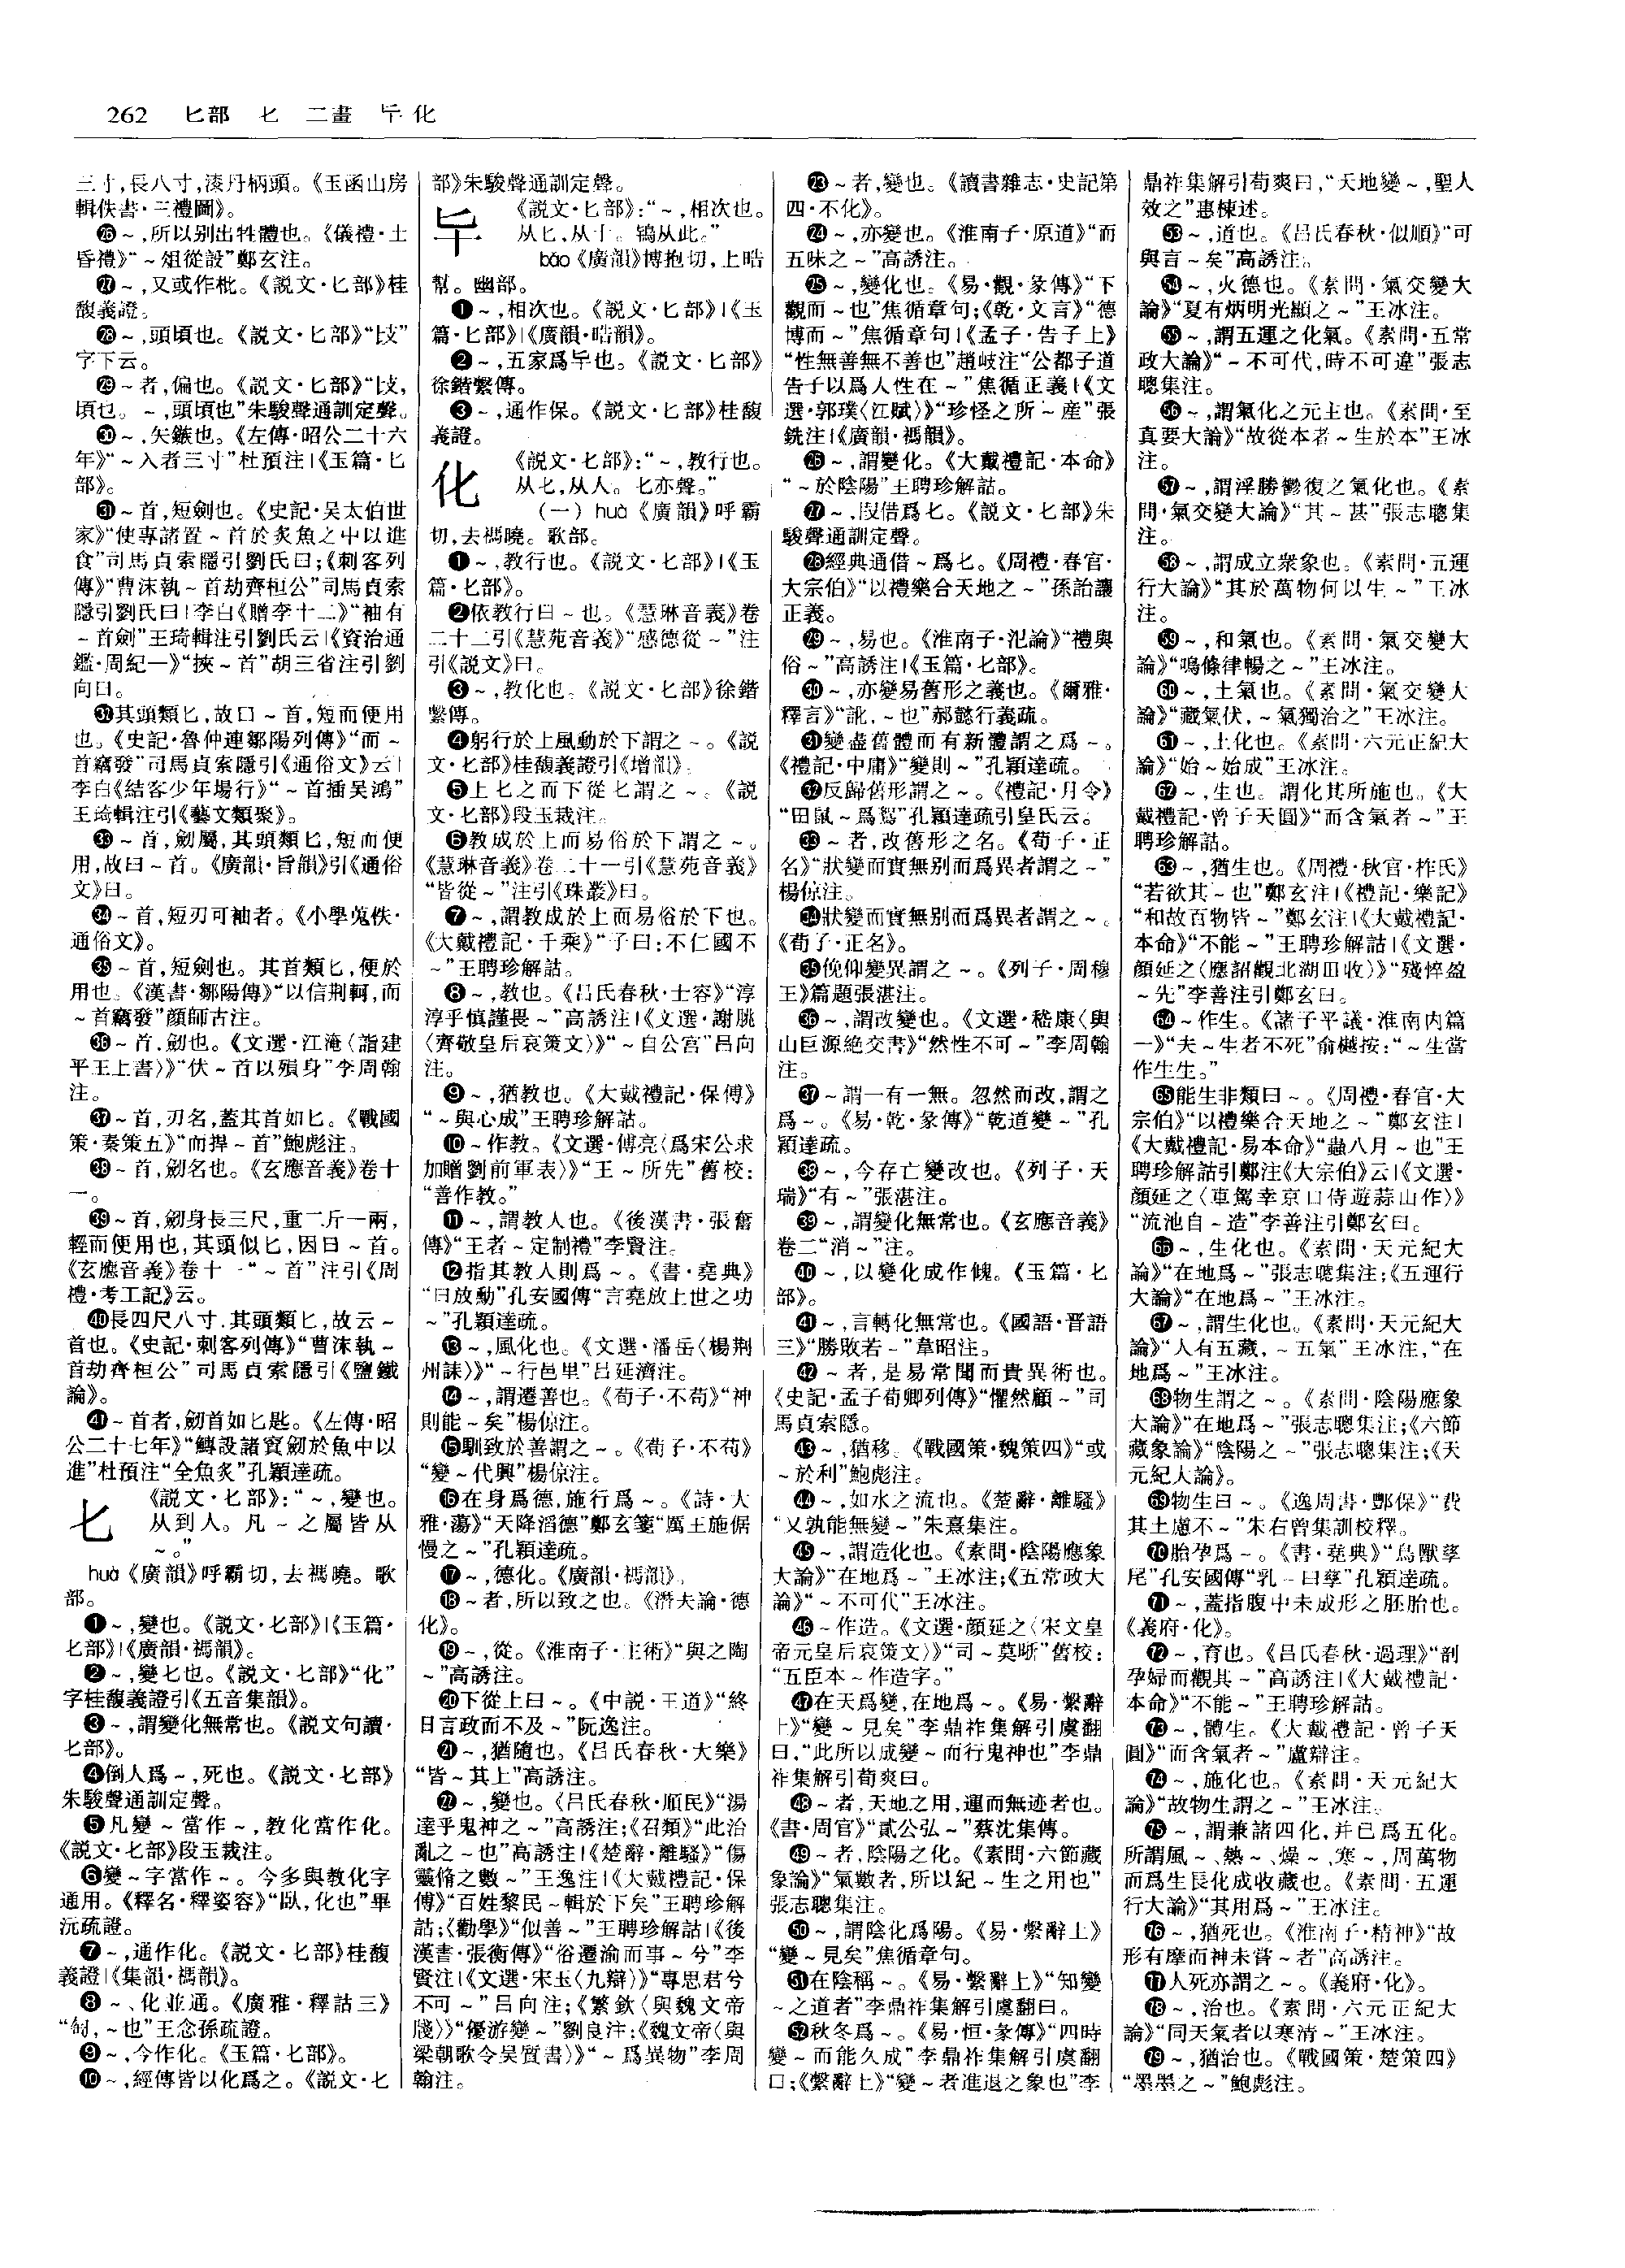 262 匕部 𠤎 二畫 𠤏 化
三寸，長八寸，漆丹柄頭。《玉函山房
輯佚書·三禮圖》。
㉖～，所以别出牲體也。《儀禮·士
昏禮》“～俎從設”鄭玄注。
㉗～，又或作枇。《説文·匕部》桂
馥義證。
㉘～，頭頃也。《説文·匕部》“𠤗”
字下云。
㉙～者，偏也。《説文·匕部》“𠤗，
頃也。～，頭頃也”朱駿聲通訓定聲。
㉚～，矢鏃也。《左傳·昭公二十六
年》“～入者三寸”杜預注|《玉篇·匕
部》。
㉛～首，短劍也。《史記·吴太伯世
家》“使專諸置～首於炙魚之中以進
食”司馬貞索隱引劉氏曰；《刺客列
傳》“曹沫執～首劫齊桓公”司馬貞索
隱引劉氏曰|李白《贈李十二》“袖有
～首劍”王琦輯注引劉氏云|《資治通
鑑·周紀一》“挾～首”胡三省注引劉
向曰。
㉜其頭類匕，故曰～首，短而便用
也。《史記·魯仲連鄒陽列傳》“而～
首竊發”司馬貞索隱引《通俗文》云|
李白《結客少年場行》“～首插吴鴻”
王琦輯注引《藝文類聚》。
㉝～首，劒屬，其頭類匕，短而便
用，故曰～首。《廣韻·旨韻》引《通俗
文》曰。
㉞～首，短刃可袖者。《小學蒐佚·
通俗文》。
㉟～首，短劍也。其首類匕，便於
用也。《漢書·鄒陽傳》“以信荆軻，而
～首竊發”顔師古注。
㊱～首，劒也。《文選·江淹〈詣建
平王上書〉》“伏～首以殞身”李周翰
注。
㊲～首，刃名，蓋其首如匕。《戰國
策·秦策五》“而捍～首”鮑彪注。
㊳～首，劒名也。《玄應音義》卷十
一。
㊴～首，劒身長三尺，重二斤一兩，
輕而便用也，其頭似匕，因曰～首。
《玄應音義》卷十一“～首”注引《周
禮·考工記》云。
㊵長四尺八寸，其頭類匕，故云～
首也。《史記·刺客列傳》“曹沫執～
首劫齊桓公”司馬貞索隱引《鹽鐵
論》。
㊶～首者，劒首如匕匙。《左傳·昭
公二十七年》“鱄設諸寘劒於魚中以
進”杜預注“全魚炙”孔穎達疏。
𠤎
《説文·𠤎部》：“～，變也。
从到人。凡～之屬皆从
～。”
huà《廣韻》呼霸切，去禡曉。歌
部。
❶～，變也。《説文·𠤎部》|《玉篇·
𠤎部》|《廣韻·禡韻》。
❷～，變𠤎也。《説文·𠤎部》“化”
字桂馥義證引《五音集韻》。
❸～，謂變化無常也。《説文句讀·
𠤎部》。
❹倒人爲～，死也。《説文·𠤎部》
朱駿聲通訓定聲。
❺凡變～當作～，教化當作化。
《説文·𠤎部》段玉裁注。
❻變～字當作～。今多與教化字
通用。《釋名·釋姿容》“臥，化也”畢
沅疏證。
❼～，通作化。《説文·𠤎部》桂馥
義證|《集韻·禡韻》。
❽～、化並通。《廣雅·釋詁三》
“匑，～也”王念孫疏證。
❾～，今作化。《玉篇·𠤎部》。
❿～，經傳皆以化爲之。《説文·𠤎
部》朱駿聲通訓定聲。
𠤏
《説文·匕部》：“～，相次也。
从匕，从十。鴇从此。”
bǎo《廣韻》博抱切，上晧
幫。幽部。
❶～，相次也。《説文·匕部》|《玉
篇·匕部》|《廣韻·晧韻》。
❷～，五家爲𠤏也。《説文·匕部》
徐鍇繫傳。
❸～，通作保。《説文·匕部》桂馥
義證。
化
《説文·𠤎部》：“～，教行也。
从𠤎，从人。𠤎亦聲。”
（一）huà《廣韻》呼霸
切，去禡曉。歌部。
❶～，教行也。《説文·𠤎部》|《玉
篇·𠤎部》。
❷依教行曰～也。《慧琳音義》卷
二十二引《慧苑音義》“感德從～”注
引《説文》曰。
❸～，教化也。《説文·𠤎部》徐鍇
繫傳。
❹躬行於上風動於下謂之～。《説
文·𠤎部》桂馥義證引《增韻》。
❺上𠤎之而下從𠤎謂之～。《説
文·𠤎部》段玉裁注。
❻教成於上而易俗於下謂之～。
《慧琳音義》卷二十一引《慧苑音義》
“皆從～”注引《珠叢》曰。
❼～，謂教成於上而易俗於下也。
《大戴禮記·千乘》“子曰：不仁國不
～”王聘珍解詁。
❽～，教也。《吕氏春秋·士容》“淳
淳乎慎謹畏～”高誘注|《文選·謝朓
〈齊敬皇后哀策文〉》“～自公宫”吕向
注。
❾～，猶教也。《大戴禮記·保傅》
“～與心成”王聘珍解詁。
❿～作教。《文選·傅亮〈爲宋公求
加贈劉前軍表〉》“王～所先”舊校：
“善作教。”
⓫～，謂教人也。《後漢書·張奮
傳》“王者～定制禮”李賢注。
⓬指其教人則爲～。《書·堯典》
“曰放勳”孔安國傳“言堯放上世之功
～”孔穎達疏。
⓭～，風化也。《文選·潘岳〈楊荆
州誄〉》“～行邑里”吕延濟注。
⓮～，謂遷善也。《荀子·不苟》“神
則能～矣”楊倞注。
⓯馴致於善謂之～。《荀子·不苟》
“變～代興”楊倞注。
⓰在身爲德，施行爲～。《詩·大
雅·蕩》“天降滔德”鄭玄箋“厲王施倨
慢之～”孔穎達疏。
⓱～，德化。《廣韻·禡韻》。
⓲～者，所以致之也。《潛夫論·德
化》。
⓳～，從。《淮南子·主術》“與之陶
～”高誘注。
⓴下從上曰～。《中説·王道》“終
日言政而不及～”阮逸注。
㉑～，猶隨也。《吕氏春秋·大樂》
“皆～其上”高誘注。
㉒～，變也。《吕氏春秋·順民》“湯
達乎鬼神之～”高誘注；《召類》“此治
亂之～也”高誘注|《楚辭·離騷》“傷
靈脩之數～”王逸注|《大戴禮記·保
傅》“百姓黎民～輯於下矣”王聘珍解
詁；《勸學》“似善～”王聘珍解詁|《後
漢書·張衡傳》“俗遷渝而事～兮”李
賢注|《文選·宋玉〈九辯〉》“專思君兮
不可～”吕向注；《繁欽〈與魏文帝
牋〉》“優游變～”劉良注；《魏文帝〈與
梁朝歌令吴質書〉》“～爲異物”李周
翰注。
㉓～者，變也。《讀書雜志·史記第
四·不化》。
㉔～，亦變也。《淮南子·原道》“而
五味之～”高誘注。
㉕～，變化也。《易·觀·彖傳》“下
觀而～也”焦循章句；《乾·文言》“德
博而～”焦循章句|《孟子·告子上》
“性無善無不善也”趙岐注“公都子道
告子以爲人性在～”焦循正義|《文
選·郭璞〈江賦〉》“珍怪之所～産”張
銑注|《廣韻·禡韻》。
㉖～，謂變化。《大戴禮記·本命》
“～於陰陽”王聘珍解詁。
㉗～，叚借爲𠤎。《説文·𠤎部》朱
駿聲通訓定聲。
㉘經典通借～爲𠤎。《周禮·春官·
大宗伯》“以禮樂合天地之～”孫詒讓
正義。
㉙～，易也。《淮南子·氾論》“禮與
俗～”高誘注|《玉篇·𠤎部》。
㉚～，亦變易舊形之義也。《爾雅·
釋言》“訛，～也”郝懿行義疏。
㉛變盡舊體而有新體謂之爲～。
《禮記·中庸》“變則～”孔穎達疏。
㉜反歸舊形謂之～。《禮記·月令》
“田鼠～爲鴽”孔穎達疏引皇氏云。
㉝～者，改舊形之名。《荀子·正
名》“狀變而實無别而爲異者謂之～”
楊倞注。
㉞狀變而實無别而爲異者謂之～。
《荀子·正名》。
㉟俛仰變異謂之～。《列子·周穆
王》篇題張湛注。
㊱～，謂改變也。《文選·嵇康〈與
山巨源絶交書》“然性不可～”李周翰
注。
㊲～謂一有一無。忽然而改，謂之
爲～。《易·乾·彖傳》“乾道變～”孔
穎達疏。
㊳～，今存亡變改也。《列子·天
瑞》“有～”張湛注。
㊴～，謂變化無常也。《玄應音義》
卷二“消～”注。
㊵～，以變化成作傀。《玉篇·𠤎
部》。
㊶～，言轉化無常也。《國語·晋語
三》“勝敗若～”韋昭注。
㊷～者，是易常聞而貴異術也。
《史記·孟子荀卿列傳》“懼然顧～”司
馬貞索隱。
㊸～，猶移。《戰國策·魏策四》“或
～於利”鮑彪注。
㊹～，如水之流也。《楚辭·離騷》
“又孰能無變～”朱熹集注。
㊺～，謂造化也。《素問·陰陽應象
大論》“在地爲～”王冰注；《五常政大
論》“～不可代”王冰注。
㊻～作造。《文選·顔延之〈宋文皇
帝元皇后哀策文〉》“司～莫晣”舊校：
“五臣本～作造字。”
㊼在天爲變，在地爲～。《易·繫辭
上》“變～見矣”李鼎祚集解引虞翻
曰，“此所以成變～而行鬼神也”李鼎
祚集解引荀爽曰。
㊽～者，天地之用，運而無迹者也。
《書·周官》“貳公弘～”蔡沈集傳。
㊾～者，陰陽之化。《素問·六節藏
象論》“氣數者，所以紀～生之用也”
張志聰集注。
㊿～，謂陰化爲陽。《易·繫辭上》
“變～見矣”焦循章句。
51在陰稱～。《易·繫辭上》“知變
～之道者”李鼎祚集解引虞翻曰。
52秋冬爲～。《易·恒·彖傳》“四時
變～而能久成”李鼎祚集解引虞翻
曰；《繫辭上》“變～者進退之象也”李
鼎祚集解引荀爽曰，“天地變～，聖人
效之”惠棟述。
53～，道也。《吕氏春秋·似順》“可
與言～矣”高誘注。
54～，火德也。《素問·氣交變大
論》“夏有炳明光顯之～”王冰注。
55～，謂五運之化氣。《素問·五常
政大論》“～不可代，時不可違”張志
聰集注。
56～，謂氣化之元主也。《素問·至
真要大論》“故從本者～生於本”王冰
注。
57～，謂淫勝鬱復之氣化也。《素
問·氣交變大論》“其～甚”張志聰集
注。
58～，謂成立衆象也。《素問·五運
行大論》“其於萬物何以生～”王冰
注。
59～，和氣也。《素問·氣交變大
論》“鳴條律暢之～”王冰注。
60～，土氣也。《素問·氣交變大
論》“藏氣伏，～氣獨治之”王冰注。
61～，土化也。《素問·六元正紀大
論》“始～始成”王冰注。
62～，生也。謂化其所施也。《大
戴禮記·曾子天圓》“而含氣者～”王
聘珍解詁。
63～，猶生也。《周禮·秋官·柞氏》
“若欲其～也”鄭玄注|《禮記·樂記》
“和故百物皆～”鄭玄注|《大戴禮記·
本命》“不能～”王聘珍解詁|《文選·
顔延之〈應詔觀北湖田收〉》“殘悴盈
～先”李善注引鄭玄曰。
64～作生。《諸子平議·淮南内篇
一》“夫～生者不死”俞樾按：“～生當
作生生。”
65能生非類曰～。《周禮·春官·大
宗伯》“以禮樂合天地之～”鄭玄注|
《大戴禮記·易本命》“蟲八月～也”王
聘珍解詁引鄭注《大宗伯》云|《文選·
顔延之〈車駕幸京口侍遊蒜山作〉》
“流池自～造”李善注引鄭玄曰。
66～，生化也。《素問·天元紀大
論》“在地爲～”張志聰集注；《五運行
大論》“在地爲～”王冰注。
67～，謂生化也。《素問·天元紀大
論》“人有五藏，～五氣”王冰注，“在
地爲～”王冰注。
68物生謂之～。《素問·陰陽應象
大論》“在地爲～”張志聰集注；《六節
藏象論》“陰陽之～”張志聰集注；《天
元紀大論》。
69物生曰～。《逸周書·酆保》“費
其土慮不～”朱右曾集訓校釋。
70胎孕爲～。《書·堯典》“鳥獸孳
尾”孔安國傳“乳～曰孳”孔穎達疏。
71～，蓋指腹中未成形之胚胎也。
《義府·化》。
72～，育也。《吕氏春秋·過理》“剖
孕婦而觀其～”高誘注|《大戴禮記·
本命》“不能～”王聘珍解詁。
73～，體生。《大戴禮記·曾子天
圓》“而含氣者～”盧辯注。
74～，施化也。《素問·天元紀大
論》“故物生謂之～”王冰注。
75～，謂兼諸四化，并已爲五化。
所謂風～、熱～、燥～、寒～，周萬物
而爲生長化成收藏也。《素問·五運
行大論》“其用爲～”王冰注。
76～，猶死也。《淮南子·精神》“故
形有摩而神未嘗～者”高誘注。
77人死亦謂之～。《義府·化》。
78～，治也。《素問·六元正紀大
論》“同天氣者以寒清～”王冰注。
79～，猶治也。《戰國策·楚策四》
“墨墨之～”鮑彪注。